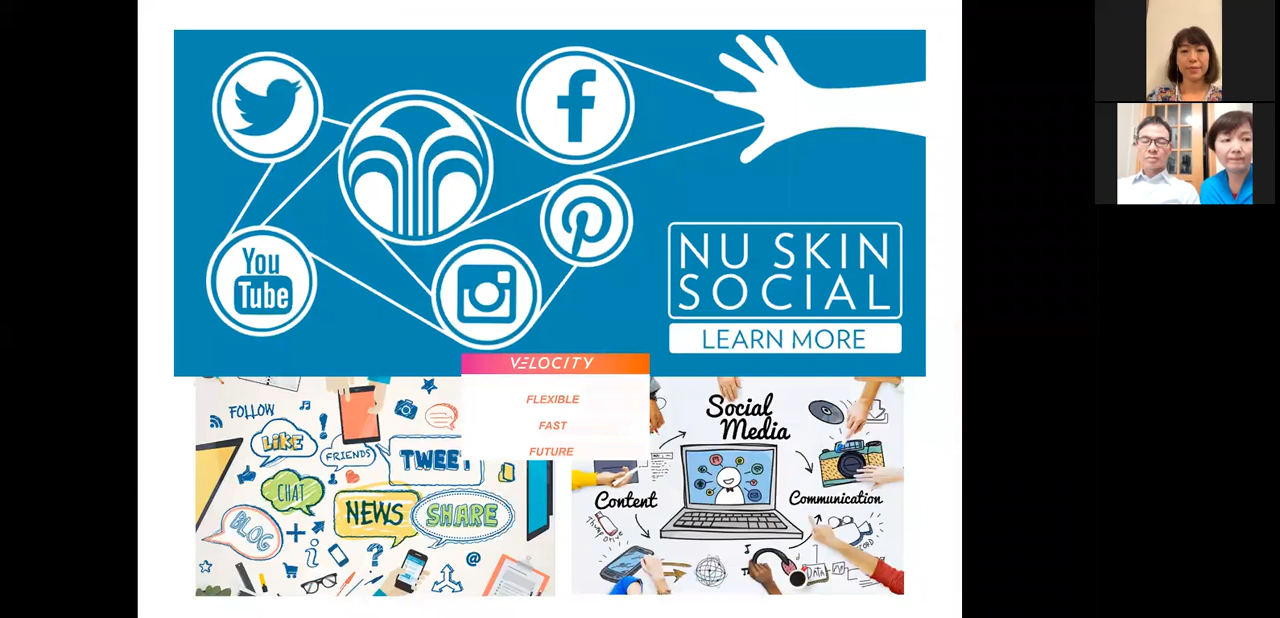 You
Tube
NU SKIN
SOCIAL
LEARN MORE
VELOCITY
FLEXIBLE
FAST
FUTURE
FOLLOW
LIKE
FRIENDS
TWEET
CHAT
NEWS
SHARE
BLOG
@
Social
Media
Content
Communication
DATA